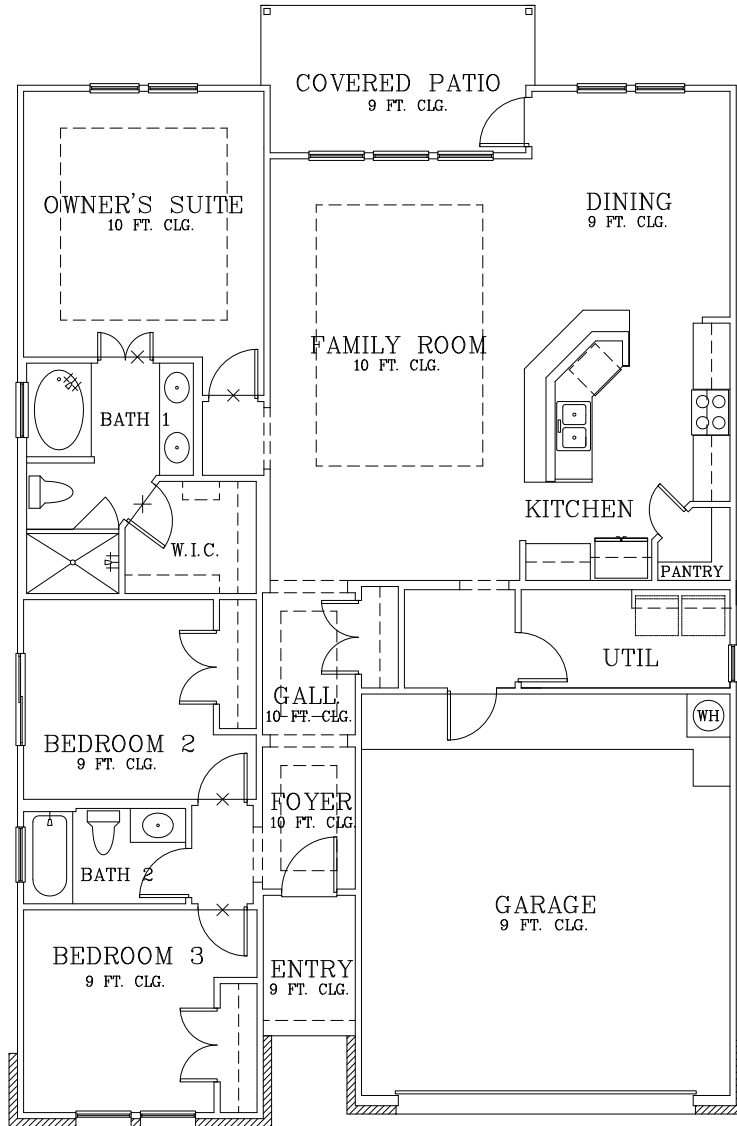 COVERED PATIO
9 FT. CLG.
OWNER'S SUITE
10 FT. CLG.
DINING
9 FT. CLG.
FAMILY ROOM
10 FT. CLG.
BATH 1
KITCHEN
W.I.C.
PANTRY
UTIL
GALL.
10 FT. CLG.
WH
BEDROOM 2
9 FT. CLG.
FOYER
10 FT. CLG.
BATH 2
GARAGE
9 FT. CLG.
BEDROOM 3
9 FT. CLG.
ENTRY
9 FT. CLG.